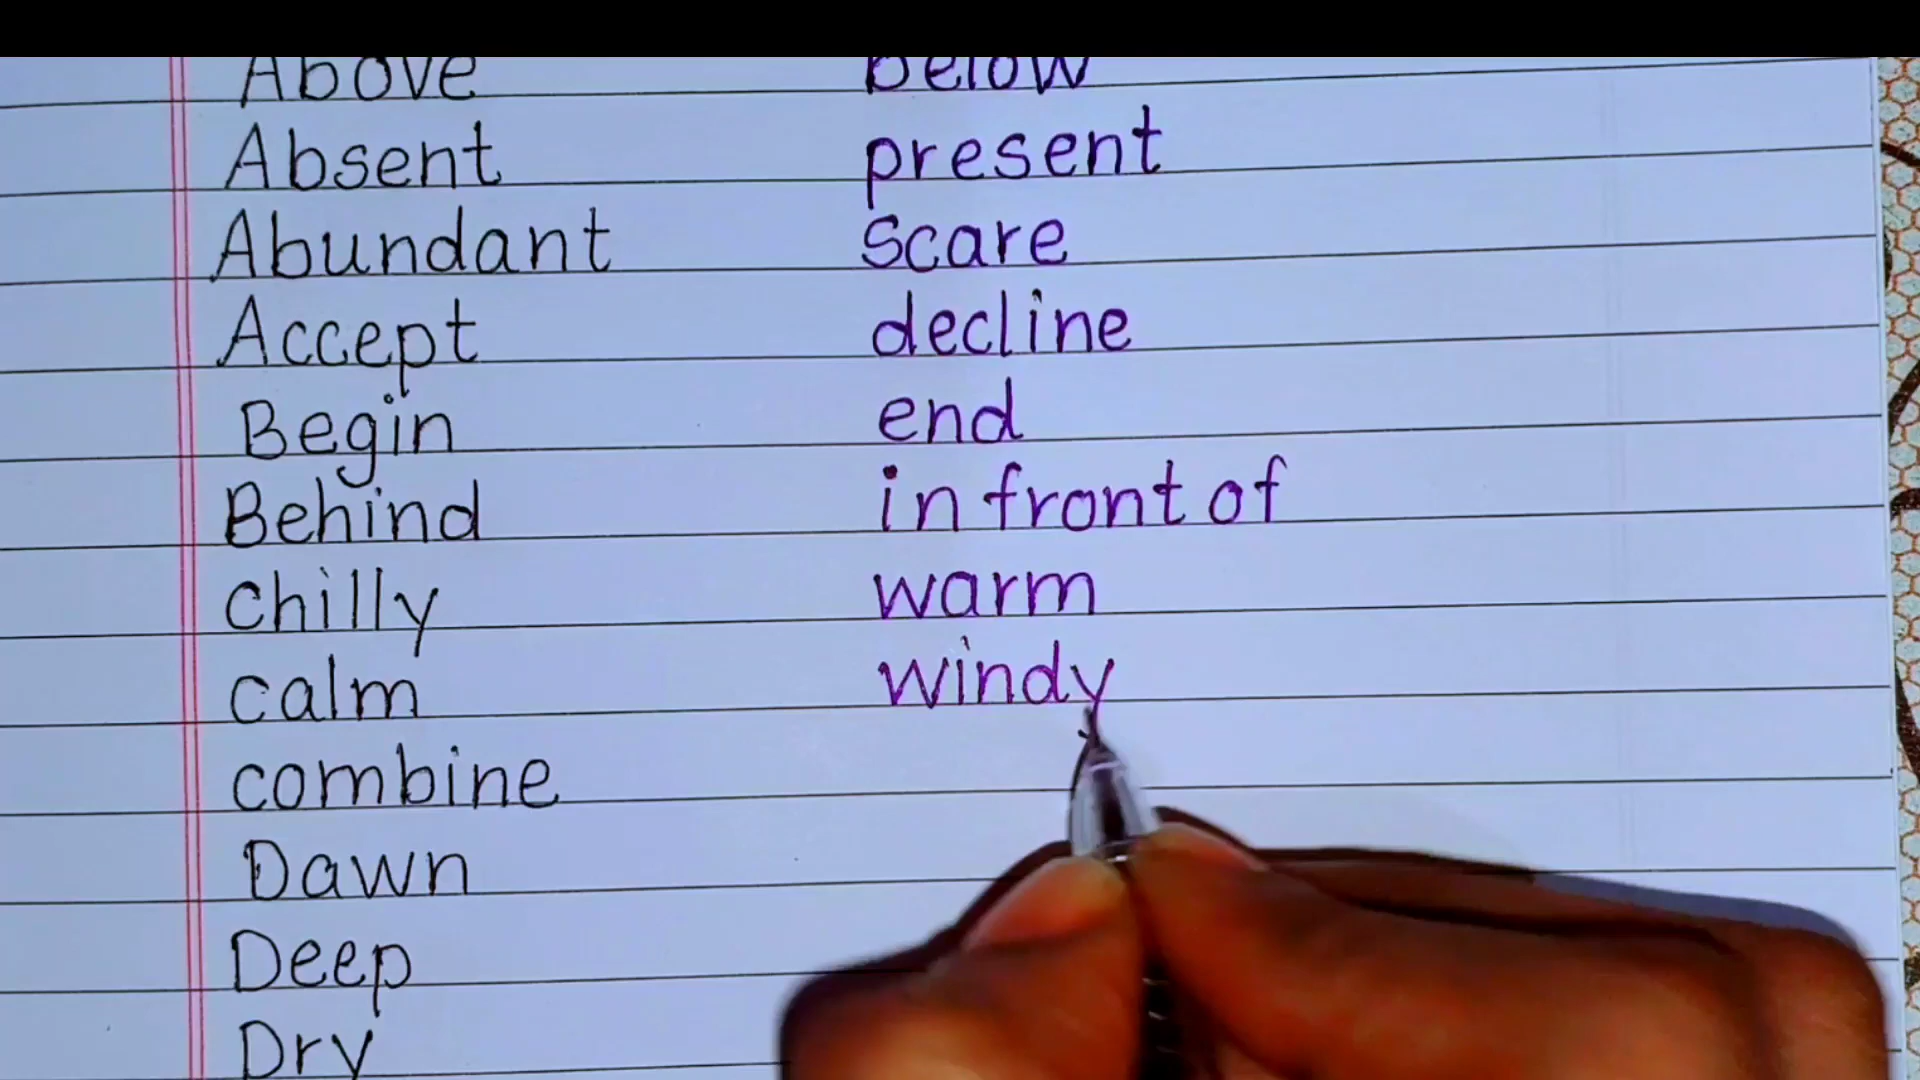 Above below
Absent present
Abundant scare
Accept decline
Begin end
Behind in front of
chilly warm
calm windy
combine
Dawn
Deep
Dry